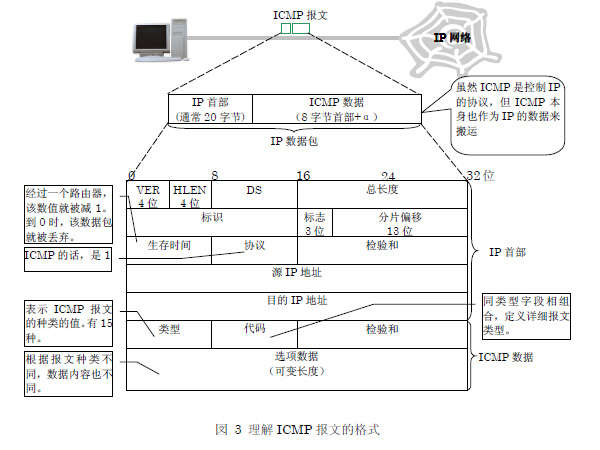 ICMP 报文
IP 网络
IP 首部
(通常 20 字节)
ICMP 数据
(8 字节首部+α)
虽然 ICMP 是控制 IP
的协议，但 ICMP 本
身也作为 IP 的数据来
搬运
IP 数据包
0 8 16 24 32 位
经过一个路由器，
该数值就被减 1。
到 0 时，该数据包
就被丢弃。
VER
4 位
HLEN
4 位
DS
总长度
标识
标志
3 位
分片偏移
13 位
ICMP 的话，是 1
生存时间
协议
检验和
IP 首部
源 IP 地址
目的 IP 地址
表示 ICMP 报文
的种类的值。有 15
种。
同类型字段相组
合，定义详细报文
类型。
类型
代码
检验和
根据报文种类不
同，数据内容也不
同。
选项数据
(可变长度)
ICMP 数据
図 3 理解 ICMP 报文的格式